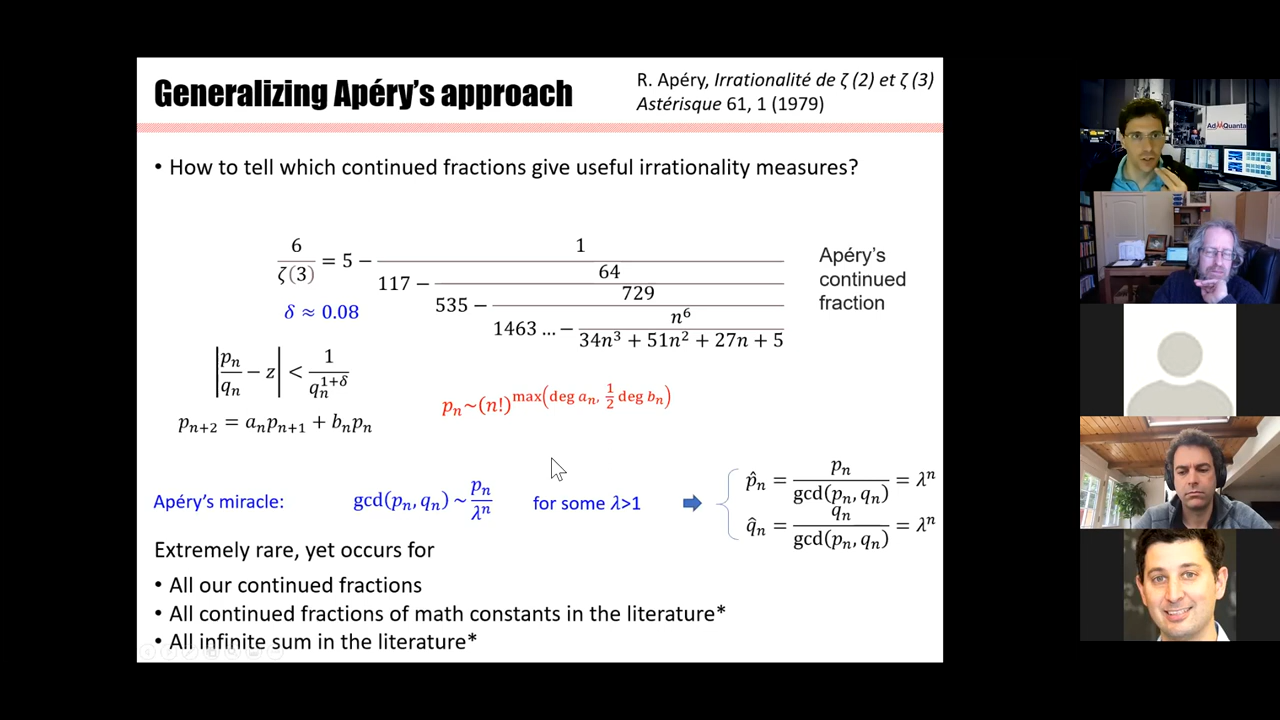 Generalizing Apéry's approach
R. Apéry, Irrationalité de ζ (2) et ζ (3)
Astérisque 61, 1 (1979)
• How to tell which continued fractions give useful irrationality measures?
6
ζ(3)
= 5 −
1
117 −
64
535 −
729
1463 … −
n⁶
34n³ + 51n² + 27n + 5
Apéry's
continued
fraction
δ ≈ 0.08
|pₙ/qₙ − z| < 1/qₙ^(1+δ)
pₙ₊₂ = aₙpₙ₊₁ + bₙpₙ
pₙ~(n!)^max(deg aₙ, ½ deg bₙ)
Apéry's miracle: gcd(pₙ, qₙ) ~ pₙ/λⁿ for some λ>1
p̂ₙ = pₙ/gcd(pₙ, qₙ) = λⁿ
q̂ₙ = qₙ/gcd(pₙ, qₙ) = λⁿ
Extremely rare, yet occurs for
• All our continued fractions
• All continued fractions of math constants in the literature*
• All infinite sum in the literature*
AdMQuanta